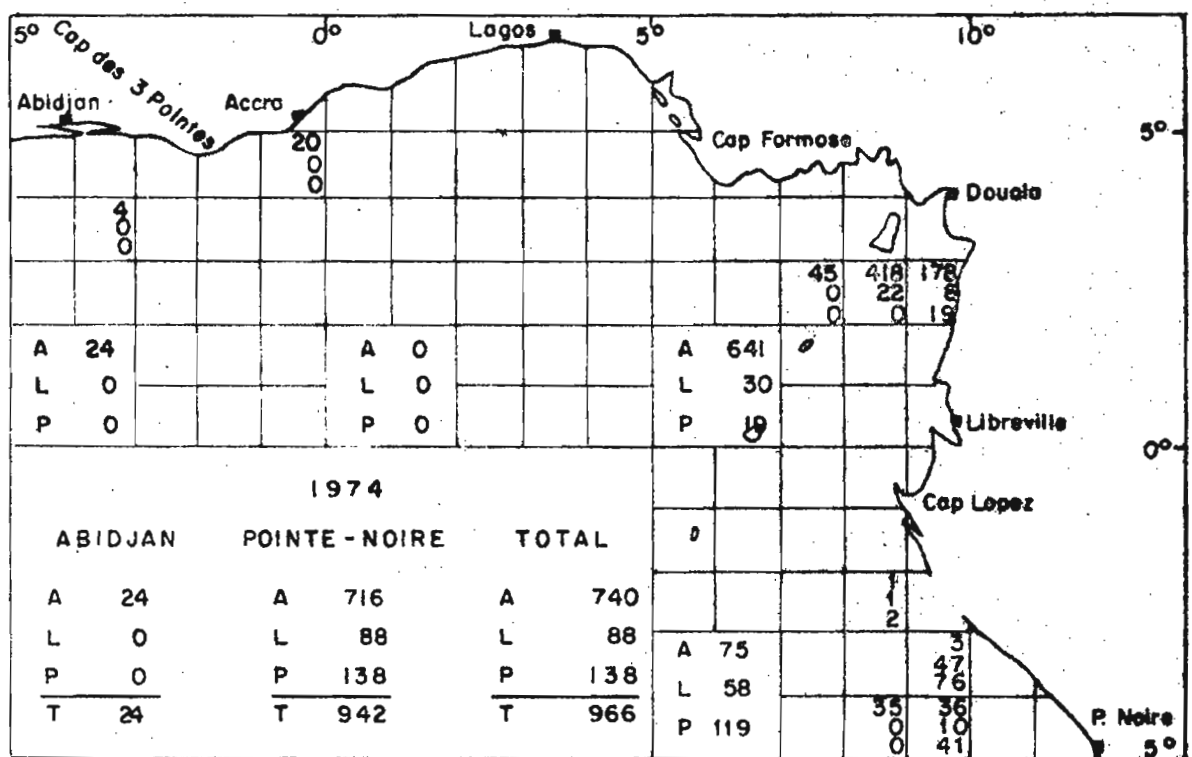 5° 0° Lagos 5° 10°
Cap des 3 Pointes
Abidjan Accra
20
0
0
Cap Formose 5°
Douala
4
0
0
45 418 178
0 22 8
0 0 19
A 24 A 0 A 641
L 0 L 0 L 30
P 0 P 0 P 19
Libreville
0°
1974
Cap Lopez
ABIDJAN POINTE-NOIRE TOTAL
A 24 A 716 A 740
L 0 L 88 L 88
P 0 P 138 P 138
T 24 T 942 T 966
1
1
2
A 75
L 58
P 119
3
47
76
35 36
0 10
0 41
P. Noire
5°